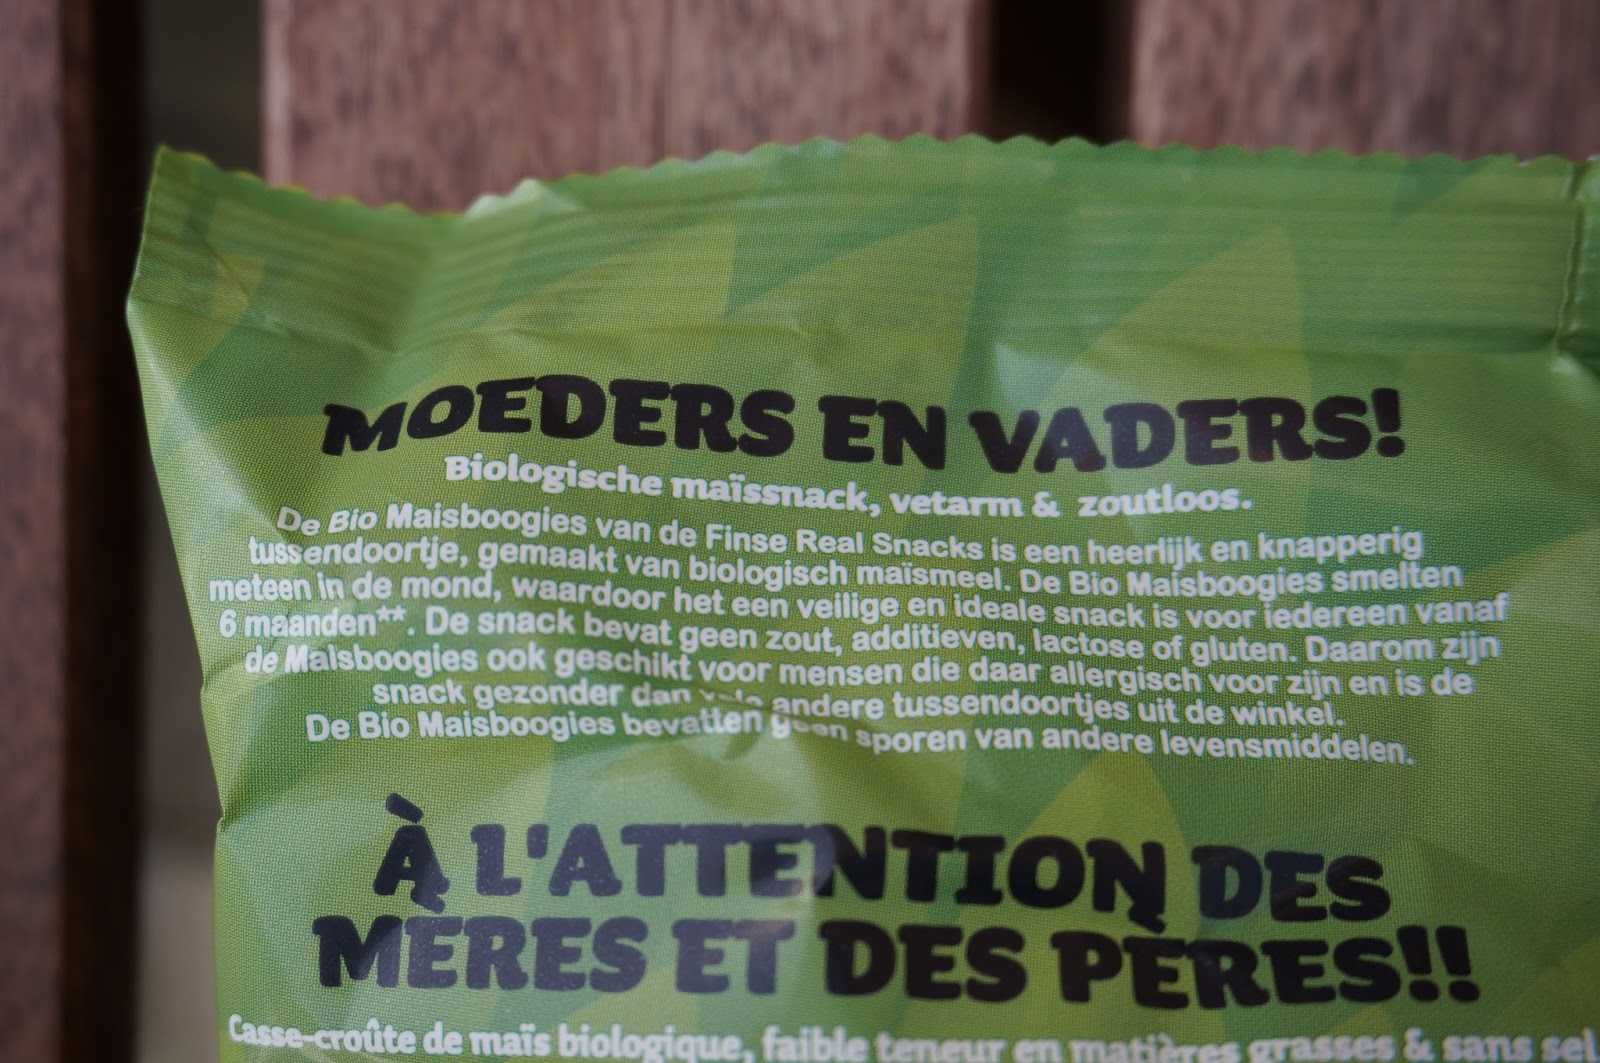 MOEDERS EN VADERS!
Biologische maïssnack, vetarm & zoutloos.
De Bio Maisboogies van de Finse Real Snacks is een heerlijk en knapperig
tussendoortje, gemaakt van biologisch maïsmeel. De Bio Maisboogies smelten
meteen in de mond, waardoor het een veilige en ideale snack is voor iedereen vanaf
6 maanden**. De snack bevat geen zout, additieven, lactose of gluten. Daarom zijn
de Maisboogies ook geschikt voor mensen die daar allergisch voor zijn en is de
snack gezonder dan andere tussendoortjes uit de winkel.
De Bio Maisboogies bevatten geen sporen van andere levensmiddelen.
À L'ATTENTION DES
MÈRES ET DES PÈRES!!
Casse-croûte de maïs biologique, faible teneur en matières grasses & sans sel